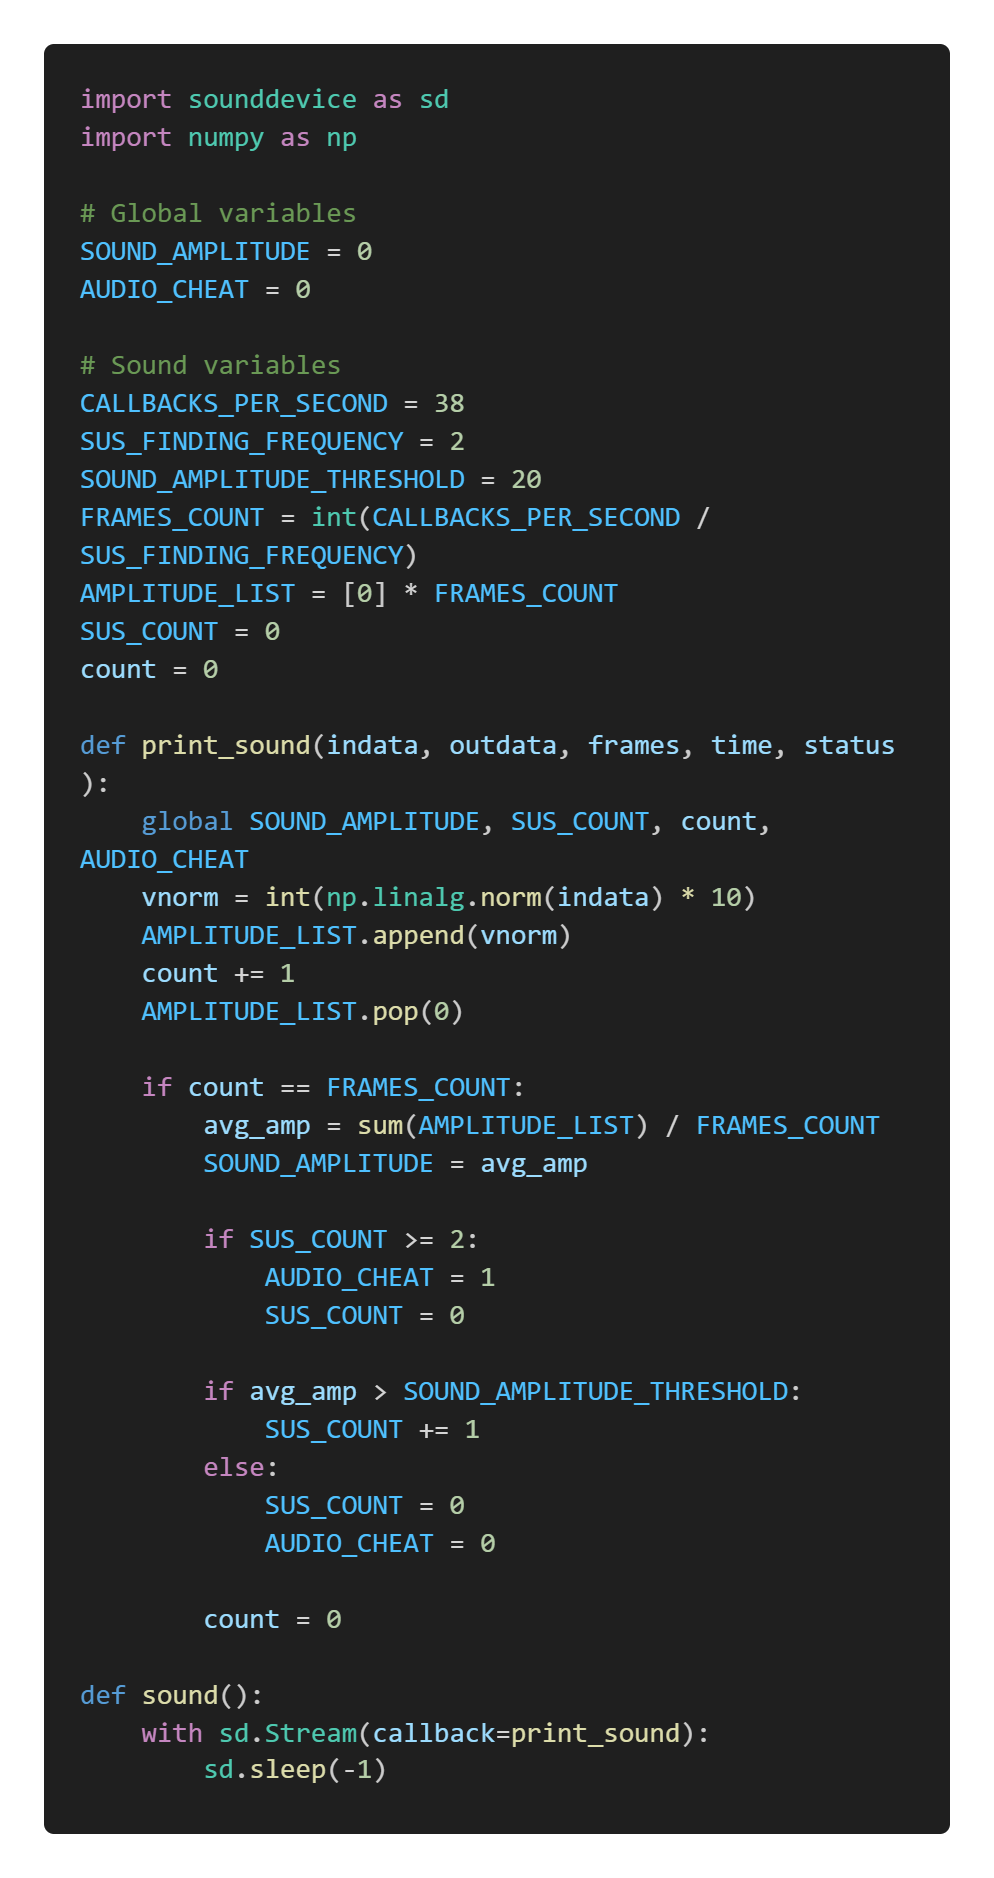 import sounddevice as sd
import numpy as np

# Global variables
SOUND_AMPLITUDE = 0
AUDIO_CHEAT = 0

# Sound variables
CALLBACKS_PER_SECOND = 38
SUS_FINDING_FREQUENCY = 2
SOUND_AMPLITUDE_THRESHOLD = 20
FRAMES_COUNT = int(CALLBACKS_PER_SECOND /
SUS_FINDING_FREQUENCY)
AMPLITUDE_LIST = [0] * FRAMES_COUNT
SUS_COUNT = 0
count = 0

def print_sound(indata, outdata, frames, time, status
):
    global SOUND_AMPLITUDE, SUS_COUNT, count,
AUDIO_CHEAT
    vnorm = int(np.linalg.norm(indata) * 10)
    AMPLITUDE_LIST.append(vnorm)
    count += 1
    AMPLITUDE_LIST.pop(0)

    if count == FRAMES_COUNT:
        avg_amp = sum(AMPLITUDE_LIST) / FRAMES_COUNT
        SOUND_AMPLITUDE = avg_amp

        if SUS_COUNT >= 2:
            AUDIO_CHEAT = 1
            SUS_COUNT = 0

        if avg_amp > SOUND_AMPLITUDE_THRESHOLD:
            SUS_COUNT += 1
        else:
            SUS_COUNT = 0
            AUDIO_CHEAT = 0

        count = 0

def sound():
    with sd.Stream(callback=print_sound):
        sd.sleep(-1)